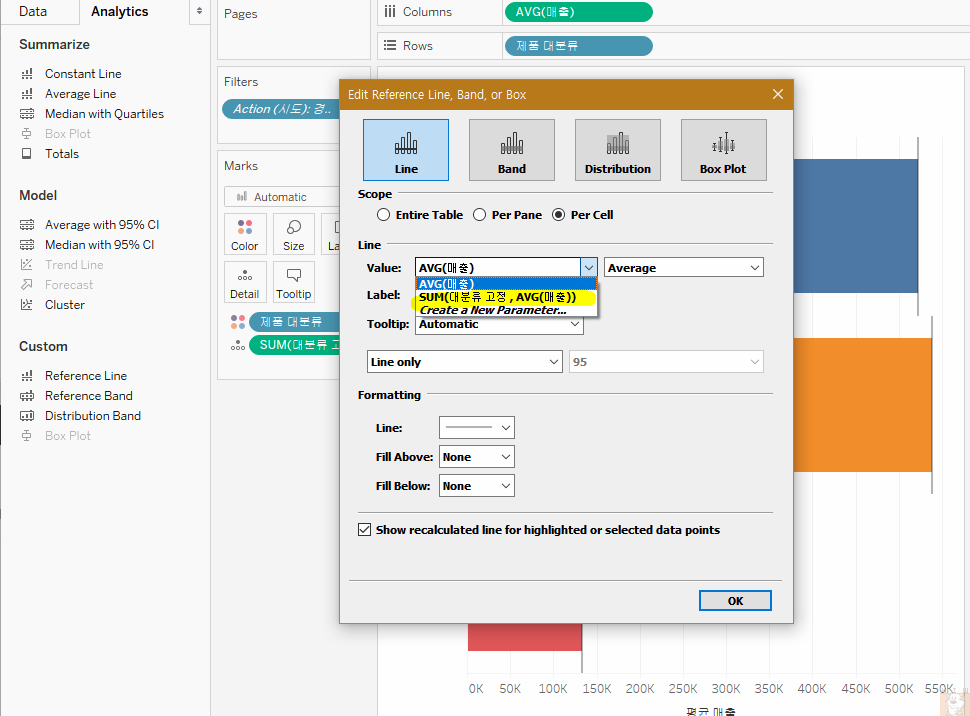 Data
Analytics
Summarize
Constant Line
Average Line
Median with Quartiles
Box Plot
Totals
Model
Average with 95% CI
Median with 95% CI
Trend Line
Forecast
Cluster
Custom
Reference Line
Reference Band
Distribution Band
Box Plot
Pages
Filters
Action (시도): 경..
Marks
Automatic
Color
Size
La
Detail
Tooltip
제품 대분류
SUM(대분류 고
Columns
AVG(매출)
Rows
제품 대분류
Edit Reference Line, Band, or Box
Line
Band
Distribution
Box Plot
Scope
Entire Table
Per Pane
Per Cell
Line
Value:
AVG(매출)
Average
AVG(매출)
Label:
SUM(대분류 고정 , AVG(매출))
Create a New Parameter...
Tooltip:
Automatic
Line only
95
Formatting
Line:
Fill Above:
None
Fill Below:
None
Show recalculated line for highlighted or selected data points
OK
0K 50K 100K 150K 200K 250K 300K 350K 400K 450K 500K 550K
평균 매출